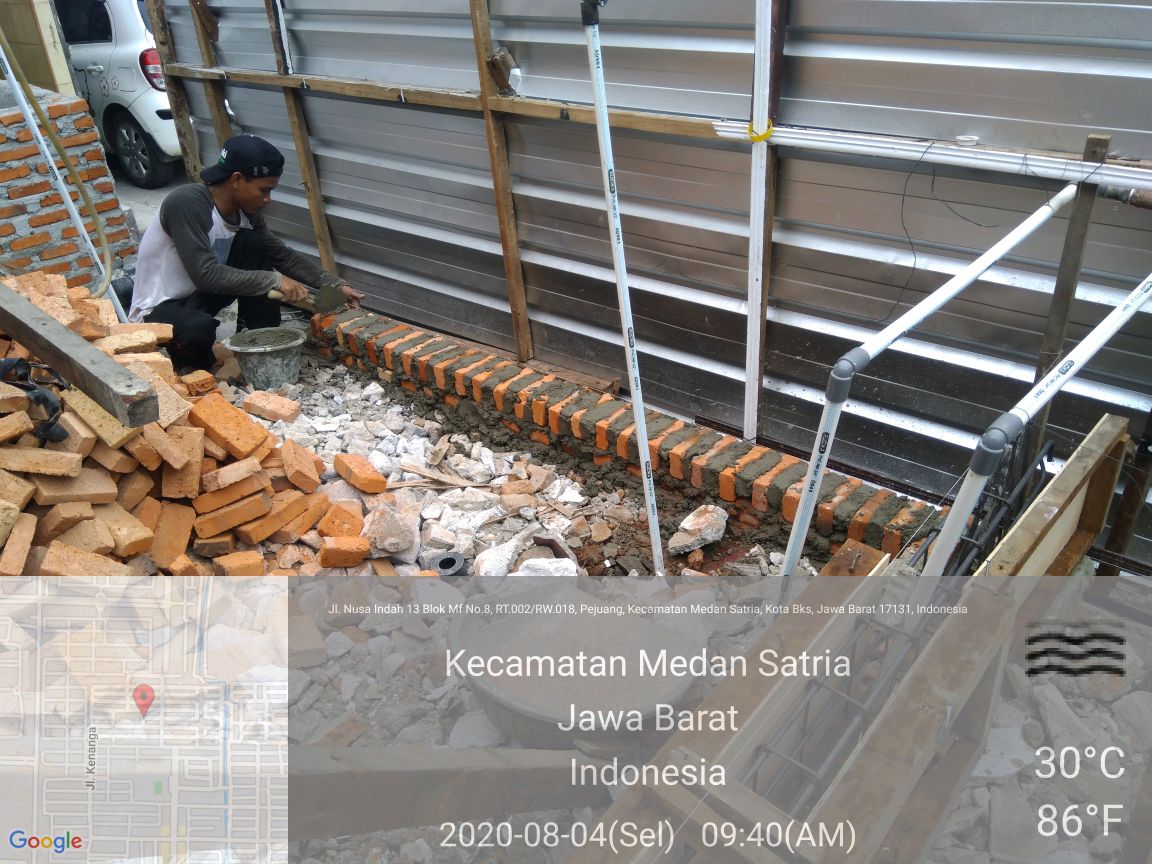 Jl. Nusa Indah 13 Blok Mf No.8, RT.002/RW.018, Pejuang, Kecamatan Medan Satria, Kota Bks, Jawa Barat 17131, Indonesia
Kecamatan Medan Satria
Jawa Barat
Indonesia
2020-08-04(Sel) 09:40(AM)
30°C
86°F
Jl. Kenanga
Google